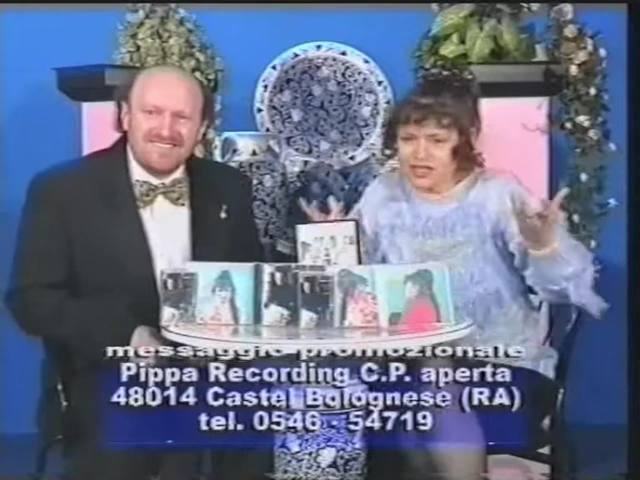 messaggio promozionale
Pippa Recording C.P. aperta
48014 Castel Bolognese (RA)
tel. 0546 - 54719